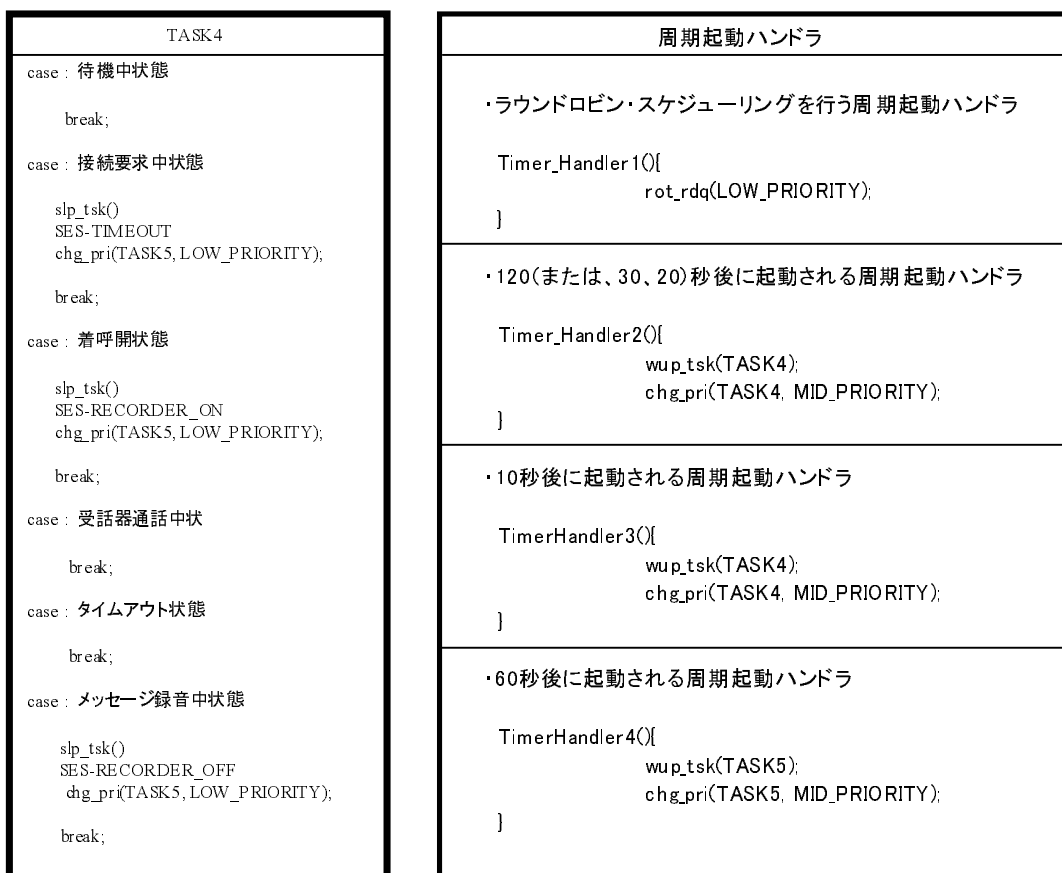 TASK4
case : 待機中状態
break;
case : 接続要求中状態
slp_tsk()
SES-TIMEOUT
chg_pri(TASK5, LOW_PRIORITY);
break;
case : 着呼開状態
slp_tsk()
SES-RECORDER_ON
chg_pri(TASK5, LOW_PRIORITY);
break;
case : 受話器通話中状
break;
case : タイムアウト状態
break;
case : メッセージ録音中状態
slp_tsk()
SES-RECORDER_OFF
chg_pri(TASK5, LOW_PRIORITY);
break;
周期起動ハンドラ
・ラウンドロビン・スケジューリングを行う周期起動ハンドラ
Timer_Handler1(){
rot_rdq(LOW_PRIORITY);
}
・120(または、30、20)秒後に起動される周期起動ハンドラ
Timer_Handler2(){
wup_tsk(TASK4);
chg_pri(TASK4, MID_PRIORITY);
}
・10秒後に起動される周期起動ハンドラ
TimerHandler3(){
wup_tsk(TASK4);
chg_pri(TASK4, MID_PRIORITY);
}
・60秒後に起動される周期起動ハンドラ
TimerHandler4(){
wup_tsk(TASK5);
chg_pri(TASK5, MID_PRIORITY);
}